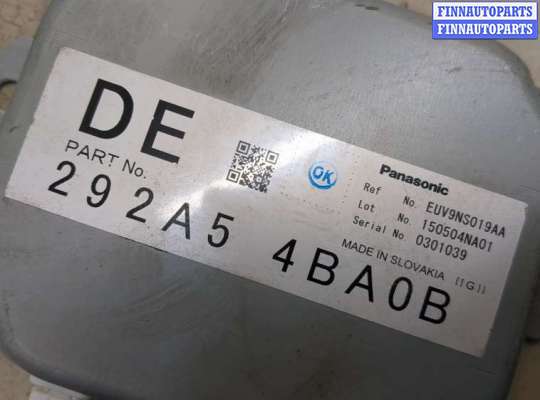 FINNAUTOPARTS
FINNAUTOPARTS
DE
PART No.
292A5 4BA0B
OK
Panasonic
Ref No. EUV9NS019AA
Lot No. 150504NA01
Serial No 0301039
MADE IN SLOVAKIA [[G]]